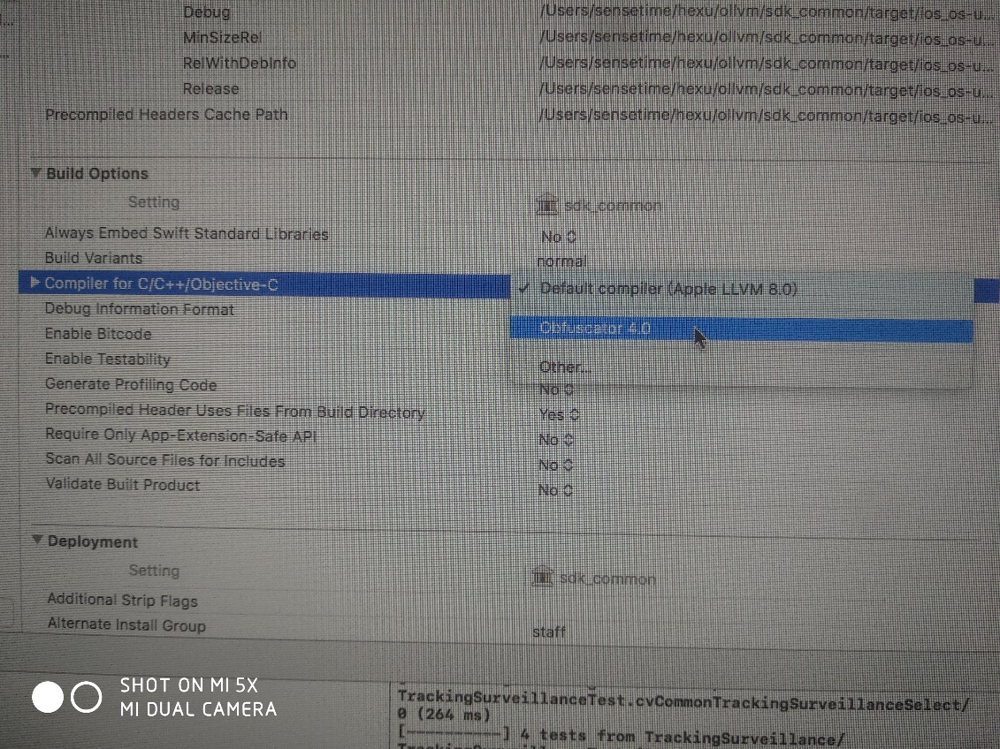 Debug /Users/sensetime/hexu/ollvm/sdk_common/target/ios_os-u...
MinSizeRel /Users/sensetime/hexu/ollvm/sdk_common/target/ios_os-u...
RelWithDebInfo /Users/sensetime/hexu/ollvm/sdk_common/target/ios_os-u...
Release /Users/sensetime/hexu/ollvm/sdk_common/target/ios_os-u...
Precompiled Headers Cache Path /Users/sensetime/hexu/ollvm/sdk_common/target/ios_os-u...
Build Options
Setting sdk_common
Always Embed Swift Standard Libraries No
Build Variants normal
Compiler for C/C++/Objective-C Default compiler (Apple LLVM 8.0)
Debug Information Format
Enable Bitcode Obfuscator 4.0
Enable Testability Other...
Generate Profiling Code No
Precompiled Header Uses Files From Build Directory Yes
Require Only App-Extension-Safe API No
Scan All Source Files for Includes No
Validate Built Product No
Deployment
Setting sdk_common
Additional Strip Flags
Alternate Install Group staff
SHOT ON MI 5X
MI DUAL CAMERA
TrackingSurveillanceTest.cvCommonTrackingSurveillanceSelect/
0 (264 ms)
[----------] 4 tests from TrackingSurveillance/